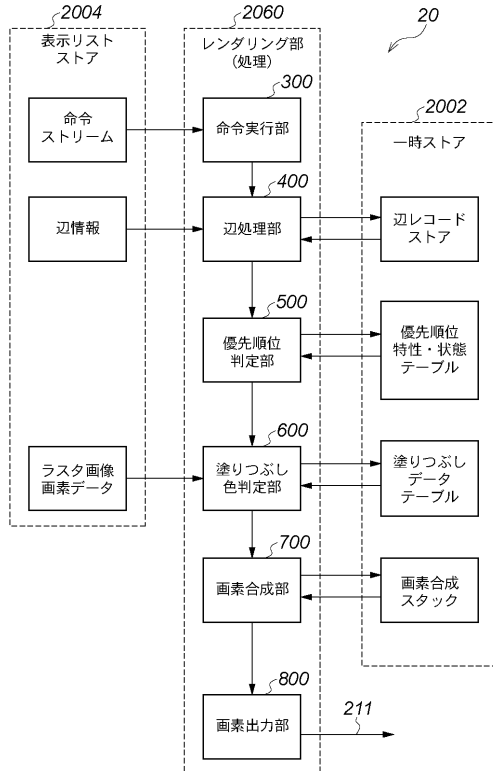 20
2004
表示リスト
ストア
命令
ストリーム
辺情報
ラスタ画像
画素データ
2060
レンダリング部
(処理)
300
命令実行部
400
辺処理部
500
優先順位
判定部
600
塗りつぶし
色判定部
700
画素合成部
800
画素出力部
211
2002
一時ストア
辺レコード
ストア
優先順位
特性・状態
テーブル
塗りつぶし
データ
テーブル
画素合成
スタック